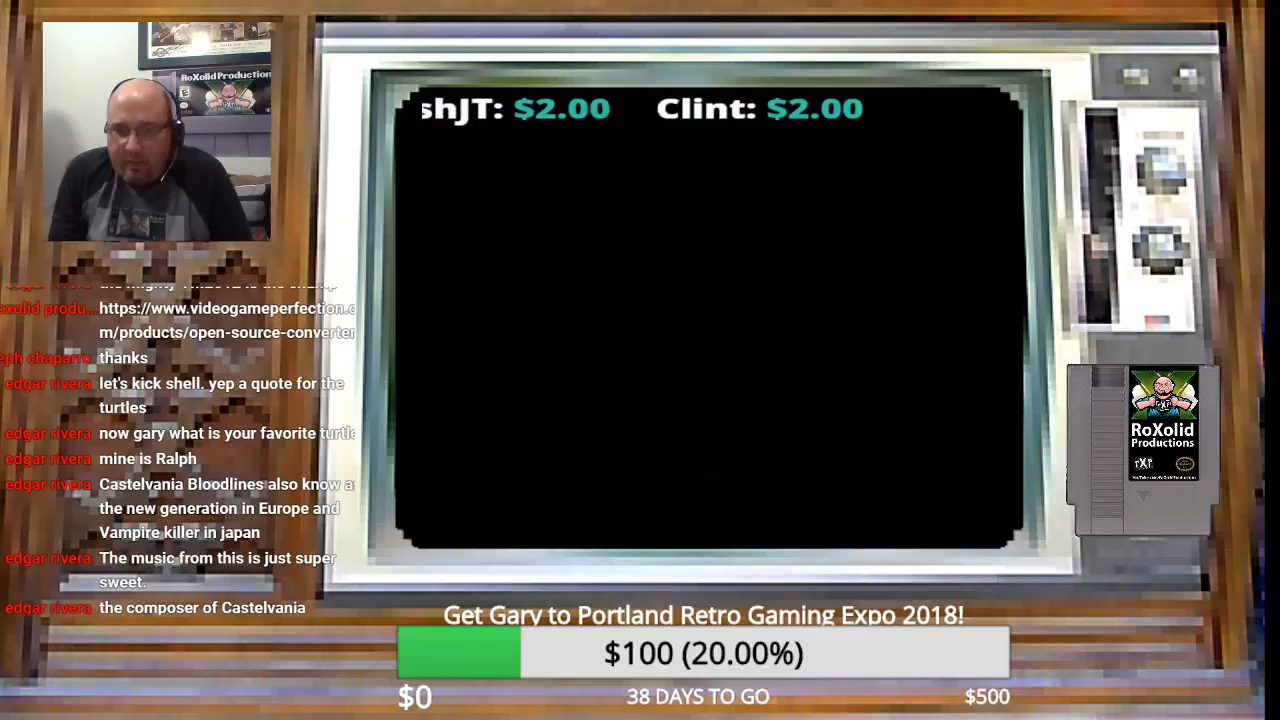 RoXolid Production
shJT: $2.00 Clint: $2.00
https://www.videogameperfection.c
m/products/open-source-converter
eph chaparro thanks
edgar rivera let's kick shell. yep a quote for the
turtles
edgar rivera now gary what is your favorite turtle
edgar rivera mine is Ralph
edgar rivera Castelvania Bloodlines also know a
the new generation in Europe and
Vampire killer in japan
edgar rivera The music from this is just super
sweet.
edgar rivera the composer of Castelvania
RoXolid
Productions
Get Gary to Portland Retro Gaming Expo 2018!
$100 (20.00%)
$0 38 DAYS TO GO $500